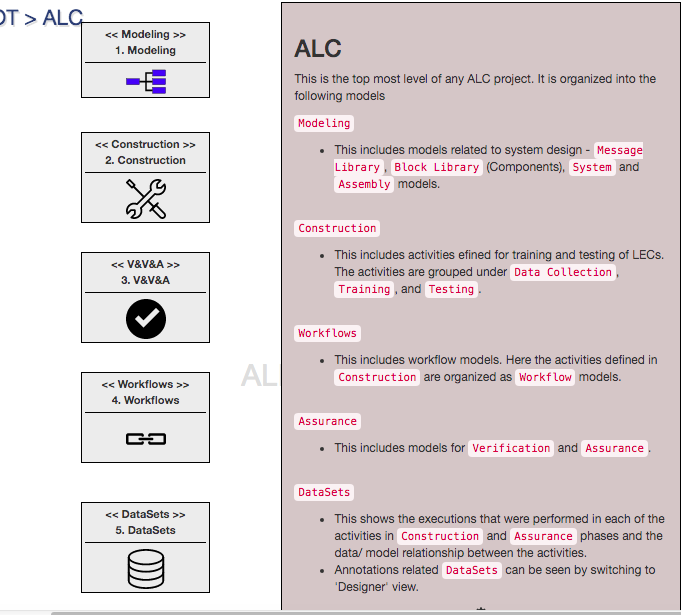 OT > ALC
<< Modeling >>
1. Modeling
<< Construction >>
2. Construction
<< V&V&A >>
3. V&V&A
<< Workflows >>
4. Workflows
<< DataSets >>
5. DataSets
AL
ALC
This is the top most level of any ALC project. It is organized into the
following models
Modeling
• This includes models related to system design - Message
Library , Block Library (Components), System and
Assembly models.
Construction
• This includes activities efined for training and testing of LECs.
The activities are grouped under Data Collection ,
Training , and Testing .
Workflows
• This includes workflow models. Here the activities defined in
Construction are organized as Workflow models.
Assurance
• This includes models for Verification and Assurance .
DataSets
• This shows the executions that were performed in each of the
activities in Construction and Assurance phases and the
data/ model relationship between the activities.
• Annotations related DataSets can be seen by switching to
'Designer' view.